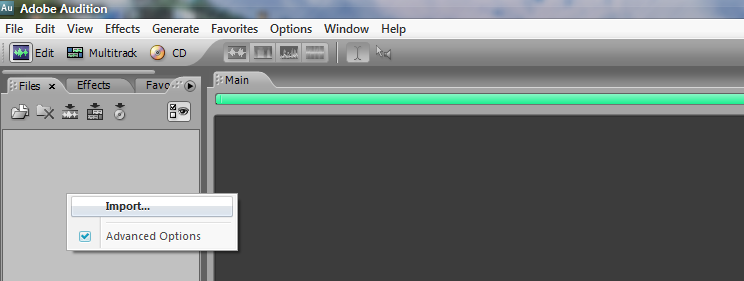 Au Adobe Audition
File Edit View Effects Generate Favorites Options Window Help
Edit Multitrack CD
Files Effects Favo
Main
Import...
Advanced Options